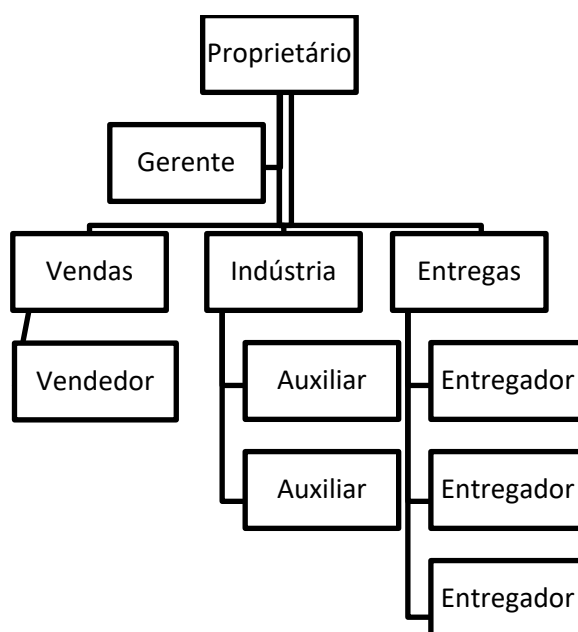 Proprietário
Gerente
Vendas
Indústria
Entregas
Vendedor
Auxiliar
Entregador
Auxiliar
Entregador
Entregador